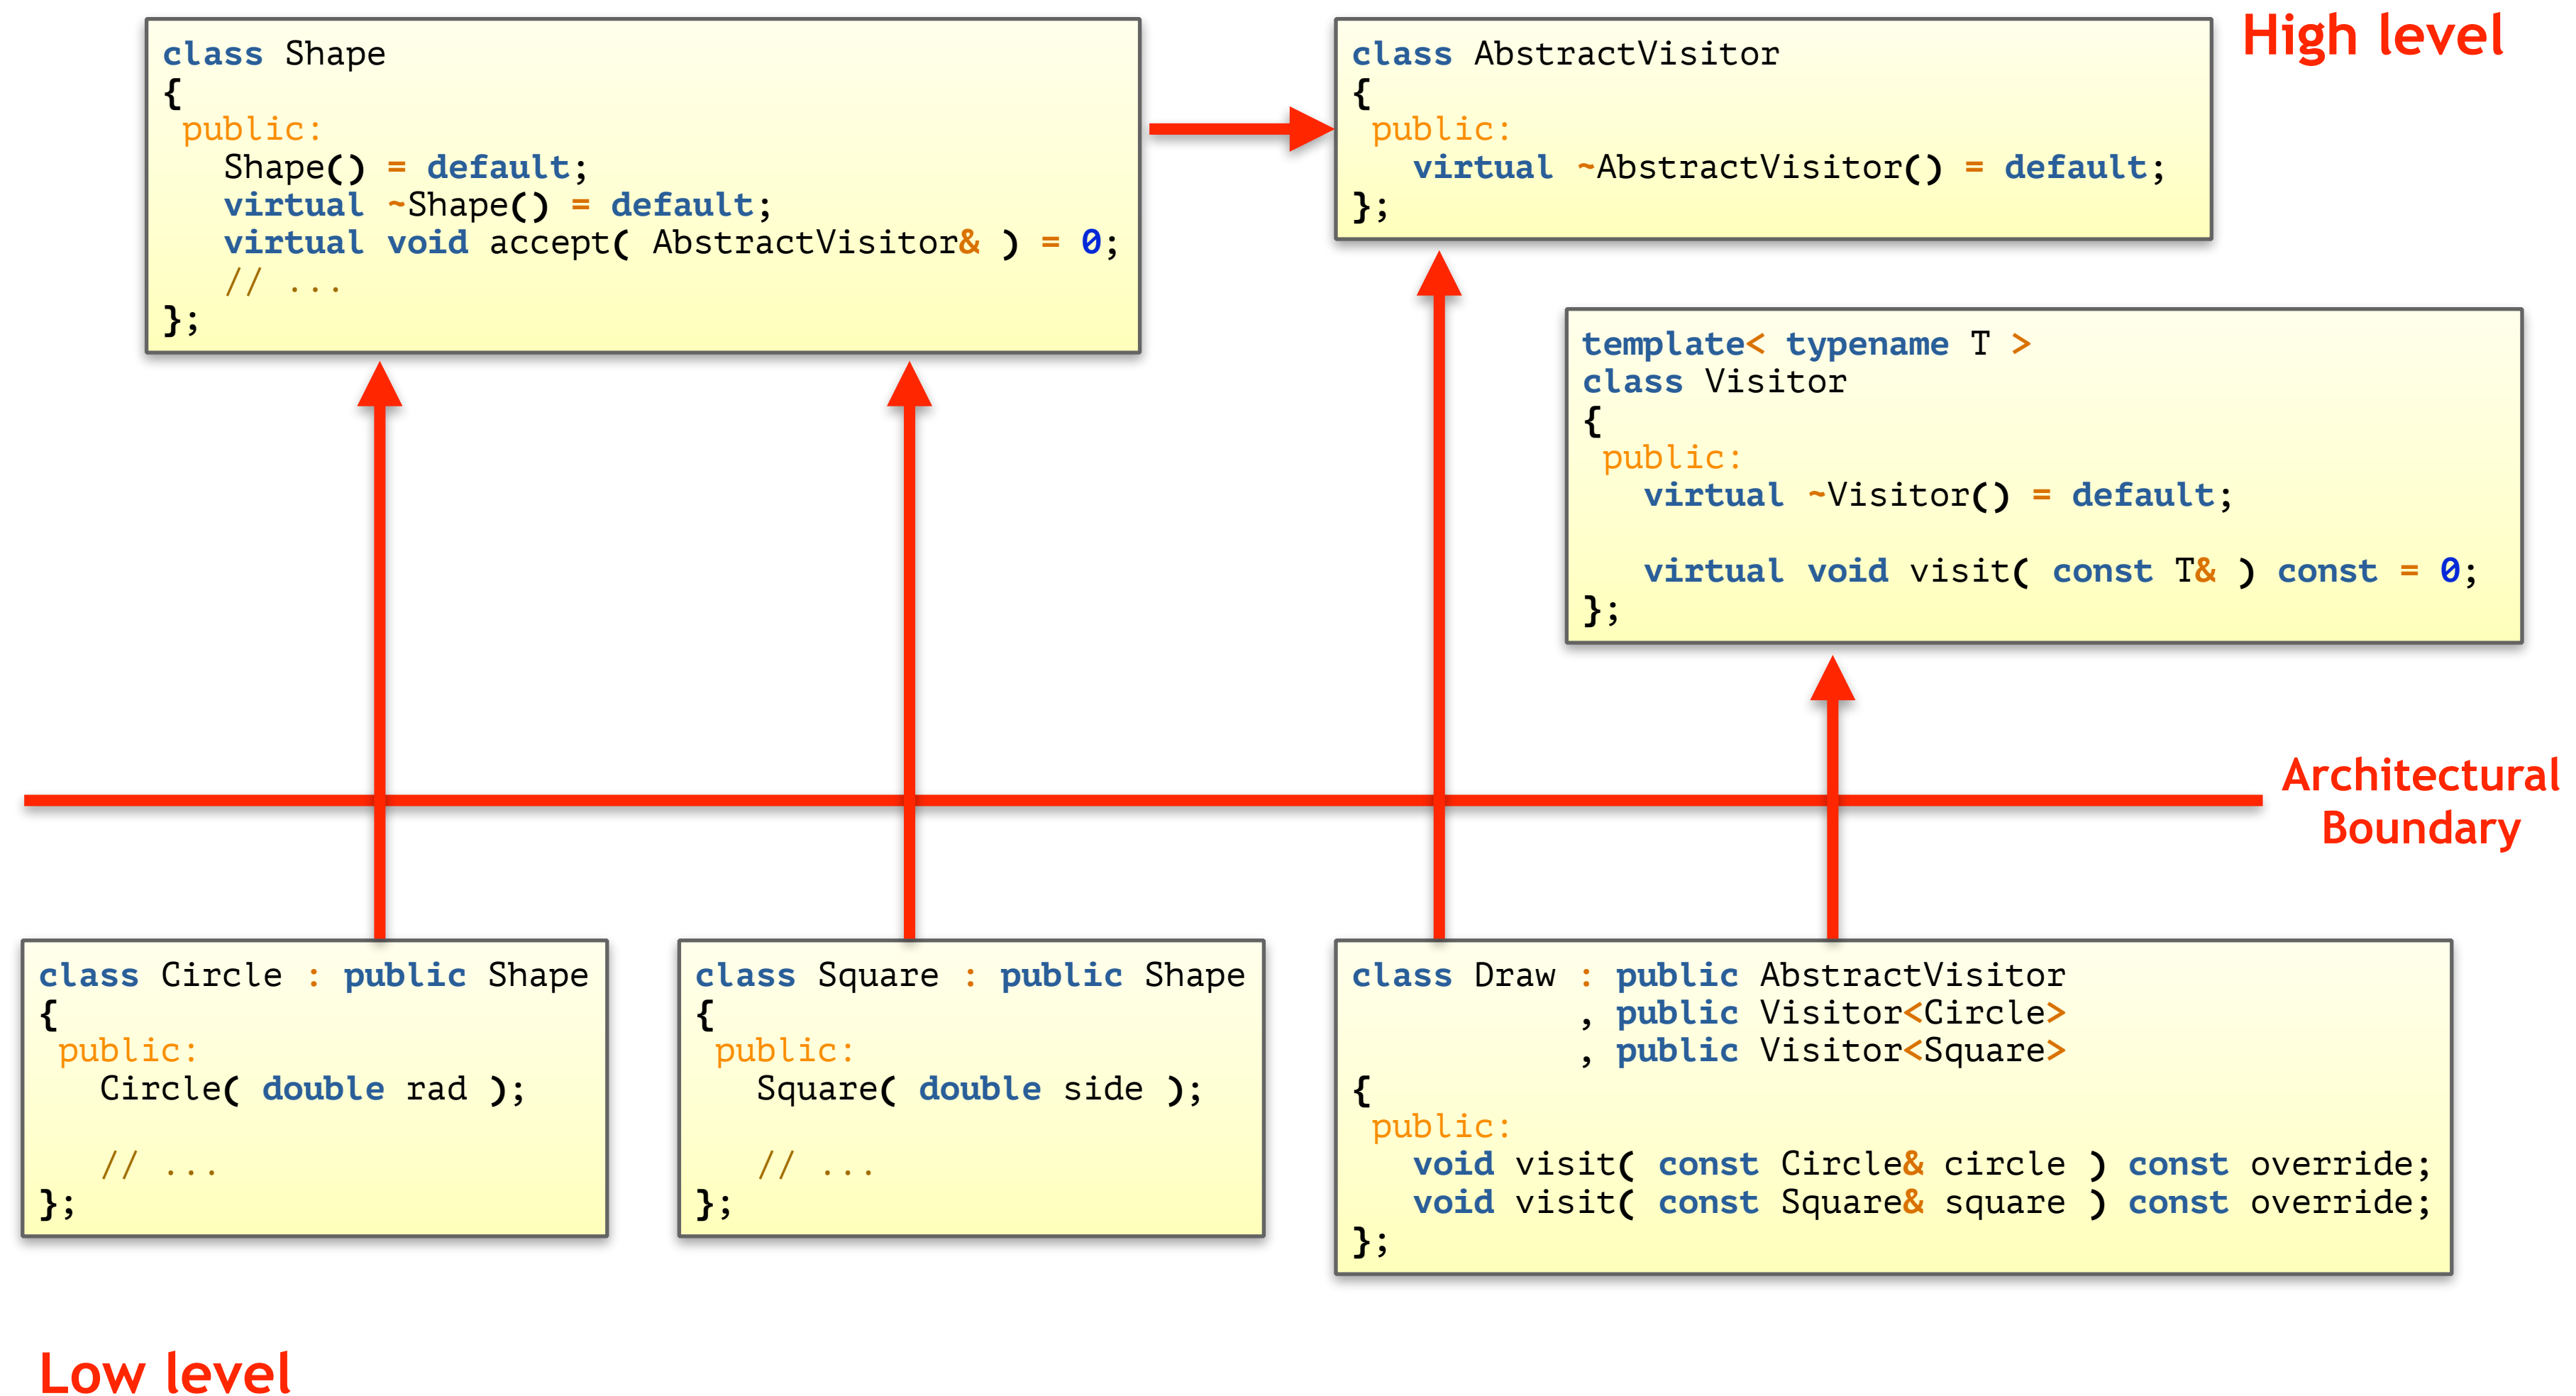 class Shape
{
 public:
   Shape() = default;
   virtual ~Shape() = default;
   virtual void accept( AbstractVisitor& ) = 0;
   // ...
};
class AbstractVisitor
{
 public:
   virtual ~AbstractVisitor() = default;
};
High level
template< typename T >
class Visitor
{
 public:
   virtual ~Visitor() = default;
   virtual void visit( const T& ) const = 0;
};
Architectural
Boundary
class Circle : public Shape
{
 public:
   Circle( double rad );
   // ...
};
class Square : public Shape
{
 public:
   Square( double side );
   // ...
};
class Draw : public AbstractVisitor
           , public Visitor<Circle>
           , public Visitor<Square>
{
 public:
   void visit( const Circle& circle ) const override;
   void visit( const Square& square ) const override;
};
Low level